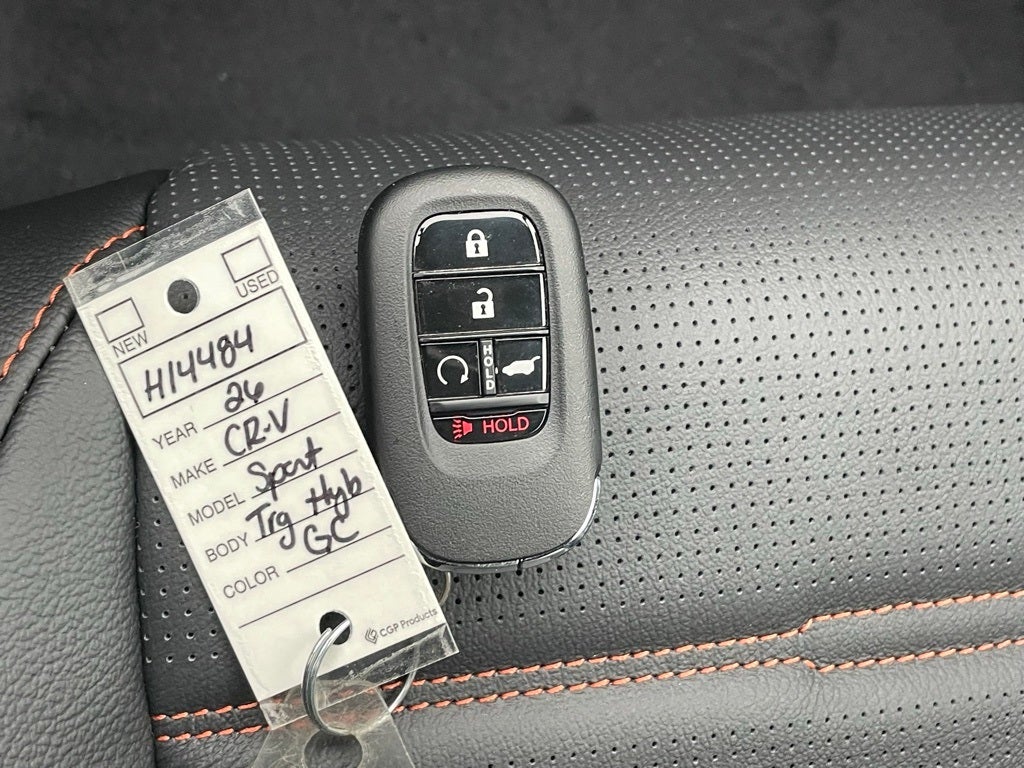 NEW
USED
H14484
YEAR 26
MAKE CR-V
MODEL Sport
BODY Trg Hyb
COLOR GC
CGP Products
HOLD
HOLD